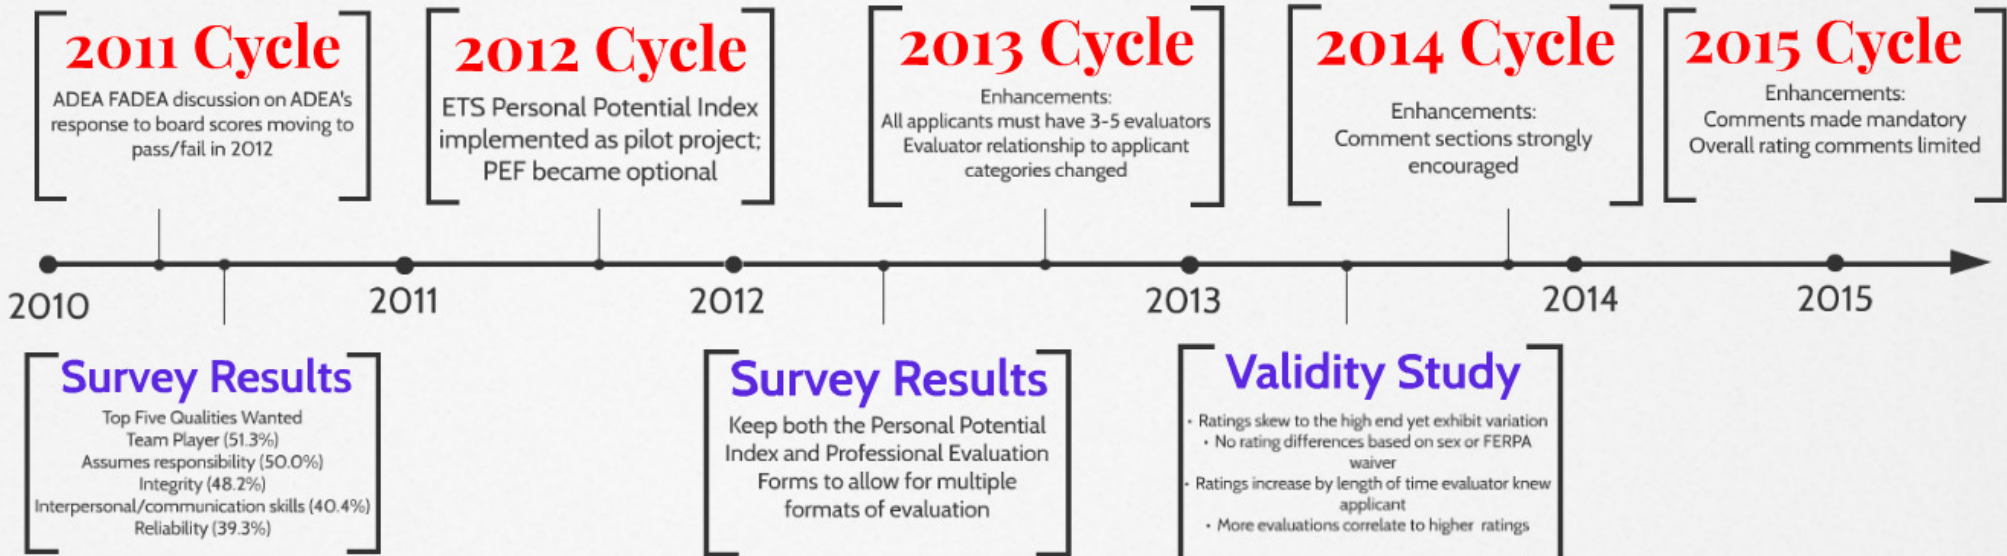 2011 Cycle
ADEA FADEA discussion on ADEA's
response to board scores moving to
pass/fail in 2012
2012 Cycle
ETS Personal Potential Index
implemented as pilot project;
PEF became optional
2013 Cycle
Enhancements:
All applicants must have 3-5 evaluators
Evaluator relationship to applicant
categories changed
2014 Cycle
Enhancements:
Comment sections strongly
encouraged
2015 Cycle
Enhancements:
Comments made mandatory
Overall rating comments limited
2010
2011
2012
2013
2014
2015
Survey Results
Top Five Qualities Wanted
Team Player (51.3%)
Assumes responsibility (50.0%)
Integrity (48.2%)
Interpersonal/communication skills (40.4%)
Reliability (39.3%)
Survey Results
Keep both the Personal Potential
Index and Professional Evaluation
Forms to allow for multiple
formats of evaluation
Validity Study
• Ratings skew to the high end yet exhibit variation
• No rating differences based on sex or FERPA
waiver
• Ratings increase by length of time evaluator knew
applicant
• More evaluations correlate to higher ratings